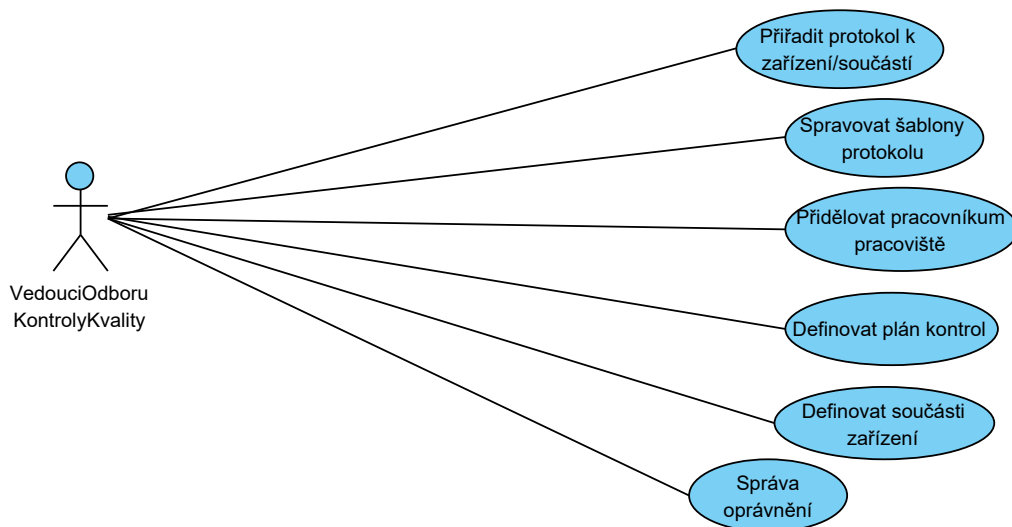 Přiřadit protokol k
zařízení/součástí
Spravovat šablony
protokolu
Přidělovat pracovníkum
pracoviště
VedouciOdboru
KontrolyKvality
Definovat plán kontrol
Definovat součásti
zařízení
Správa
oprávnění